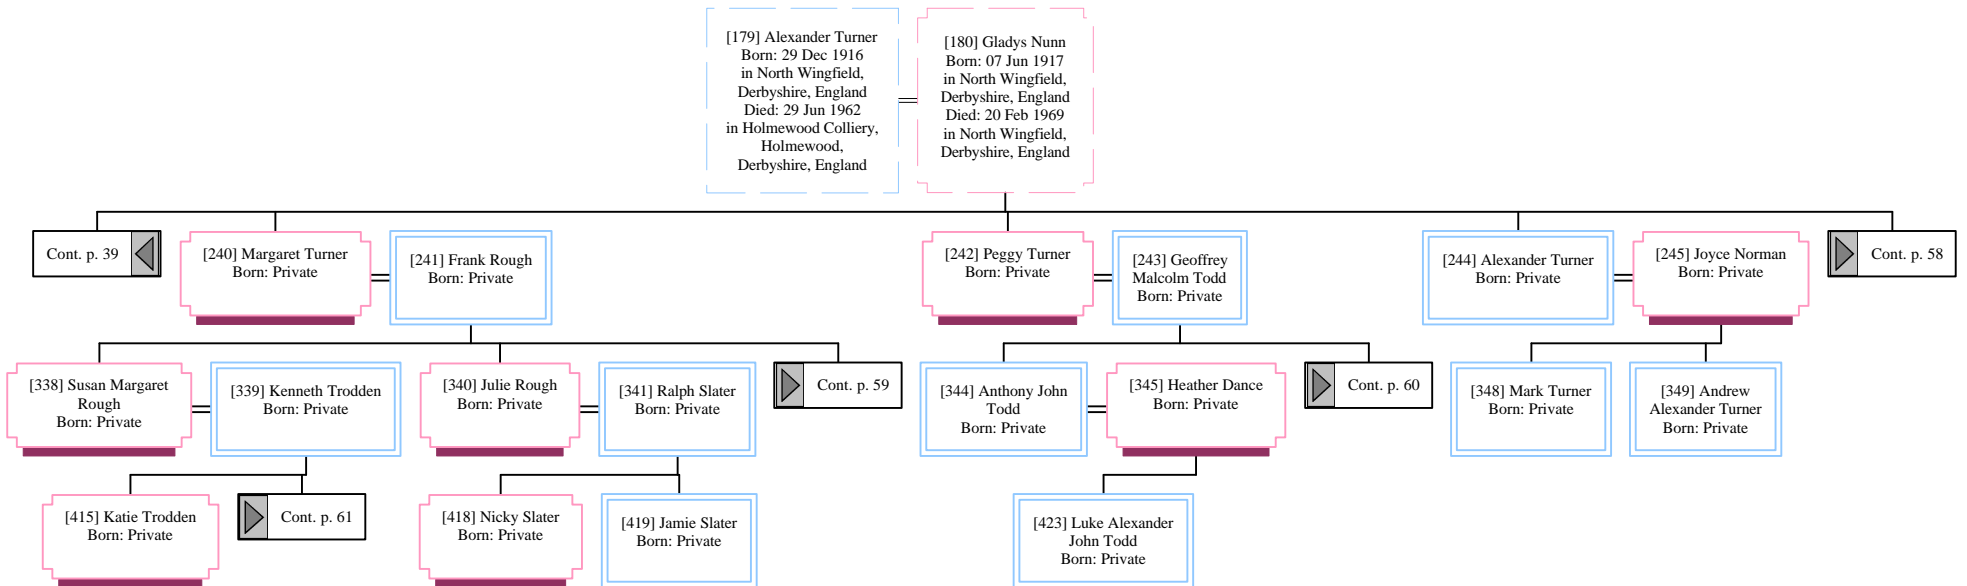 [179] Alexander Turner
Born: 29 Dec 1916
in North Wingfield,
Derbyshire, England
Died: 29 Jun 1962
in Holmewood Colliery,
Holmewood,
Derbyshire, England
[180] Gladys Nunn
Born: 07 Jun 1917
in North Wingfield,
Derbyshire, England
Died: 20 Feb 1969
in North Wingfield,
Derbyshire, England
Cont. p. 39
[240] Margaret Turner
Born: Private
[241] Frank Rough
Born: Private
[242] Peggy Turner
Born: Private
[243] Geoffrey
Malcolm Todd
Born: Private
[244] Alexander Turner
Born: Private
[245] Joyce Norman
Born: Private
Cont. p. 58
[338] Susan Margaret
Rough
Born: Private
[339] Kenneth Trodden
Born: Private
[340] Julie Rough
Born: Private
[341] Ralph Slater
Born: Private
Cont. p. 59
[344] Anthony John
Todd
Born: Private
[345] Heather Dance
Born: Private
Cont. p. 60
[348] Mark Turner
Born: Private
[349] Andrew
Alexander Turner
Born: Private
[415] Katie Trodden
Born: Private
Cont. p. 61
[418] Nicky Slater
Born: Private
[419] Jamie Slater
Born: Private
[423] Luke Alexander
John Todd
Born: Private